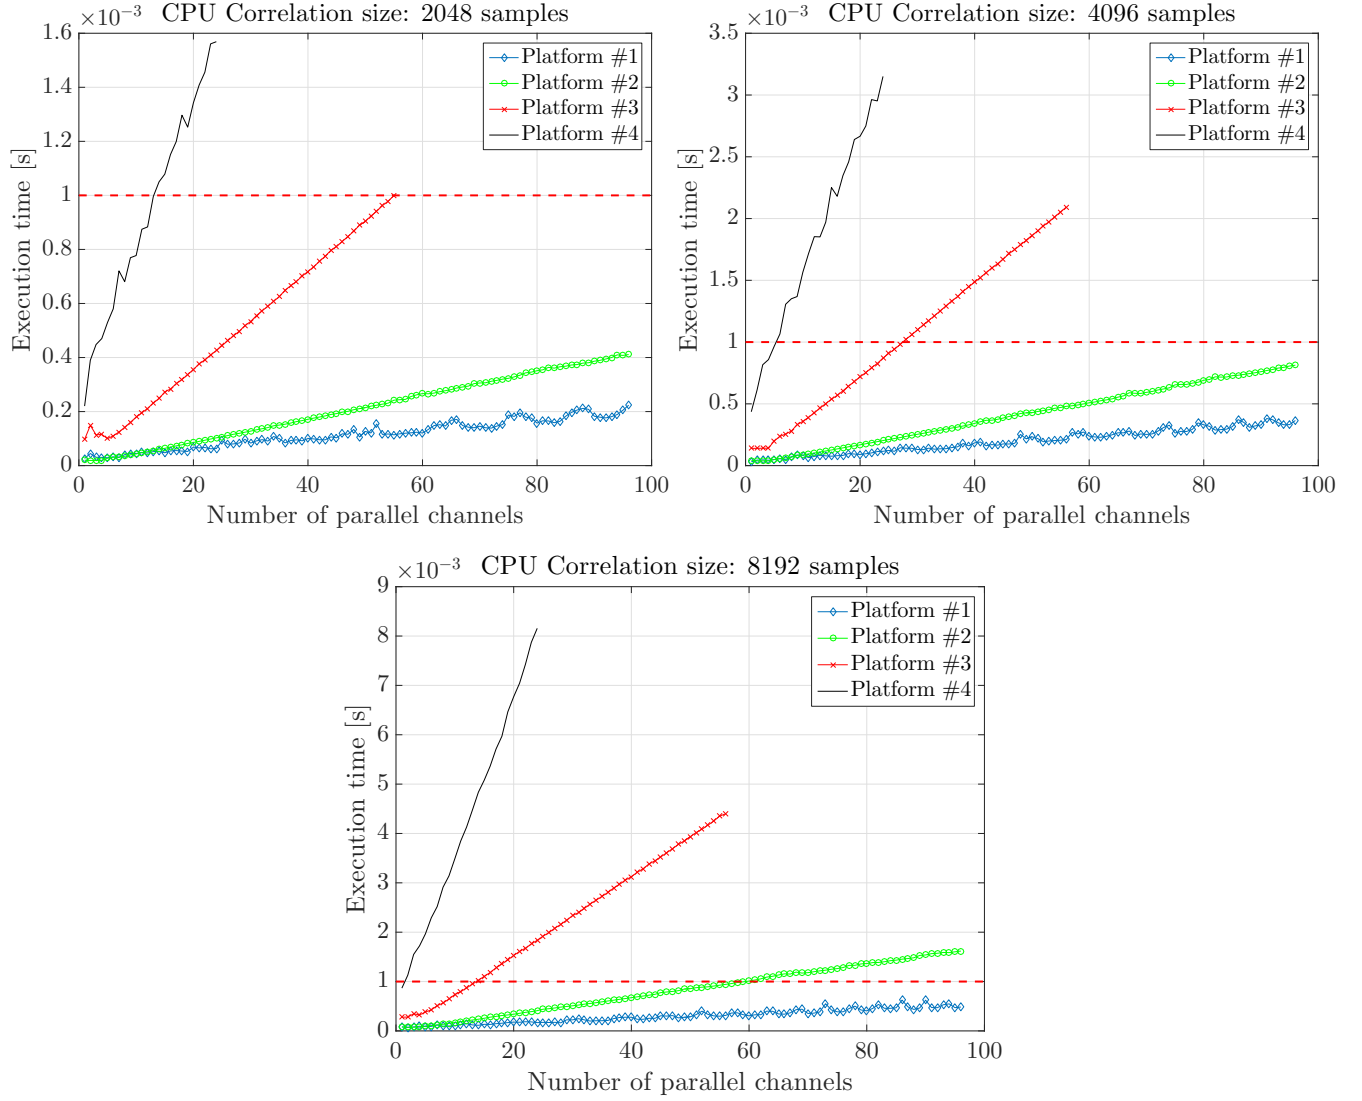 CPU Correlation size: 2048 samples
×10⁻³
1.6
1.4
1.2
1
0.8
0.6
0.4
0.2
0
Execution time [s]
0 20 40 60 80 100
Number of parallel channels
Platform #1
Platform #2
Platform #3
Platform #4
CPU Correlation size: 4096 samples
×10⁻³
3.5
3
2.5
2
1.5
1
0.5
0
Execution time [s]
0 20 40 60 80 100
Number of parallel channels
Platform #1
Platform #2
Platform #3
Platform #4
CPU Correlation size: 8192 samples
×10⁻³
9
8
7
6
5
4
3
2
1
0
Execution time [s]
0 20 40 60 80 100
Number of parallel channels
Platform #1
Platform #2
Platform #3
Platform #4